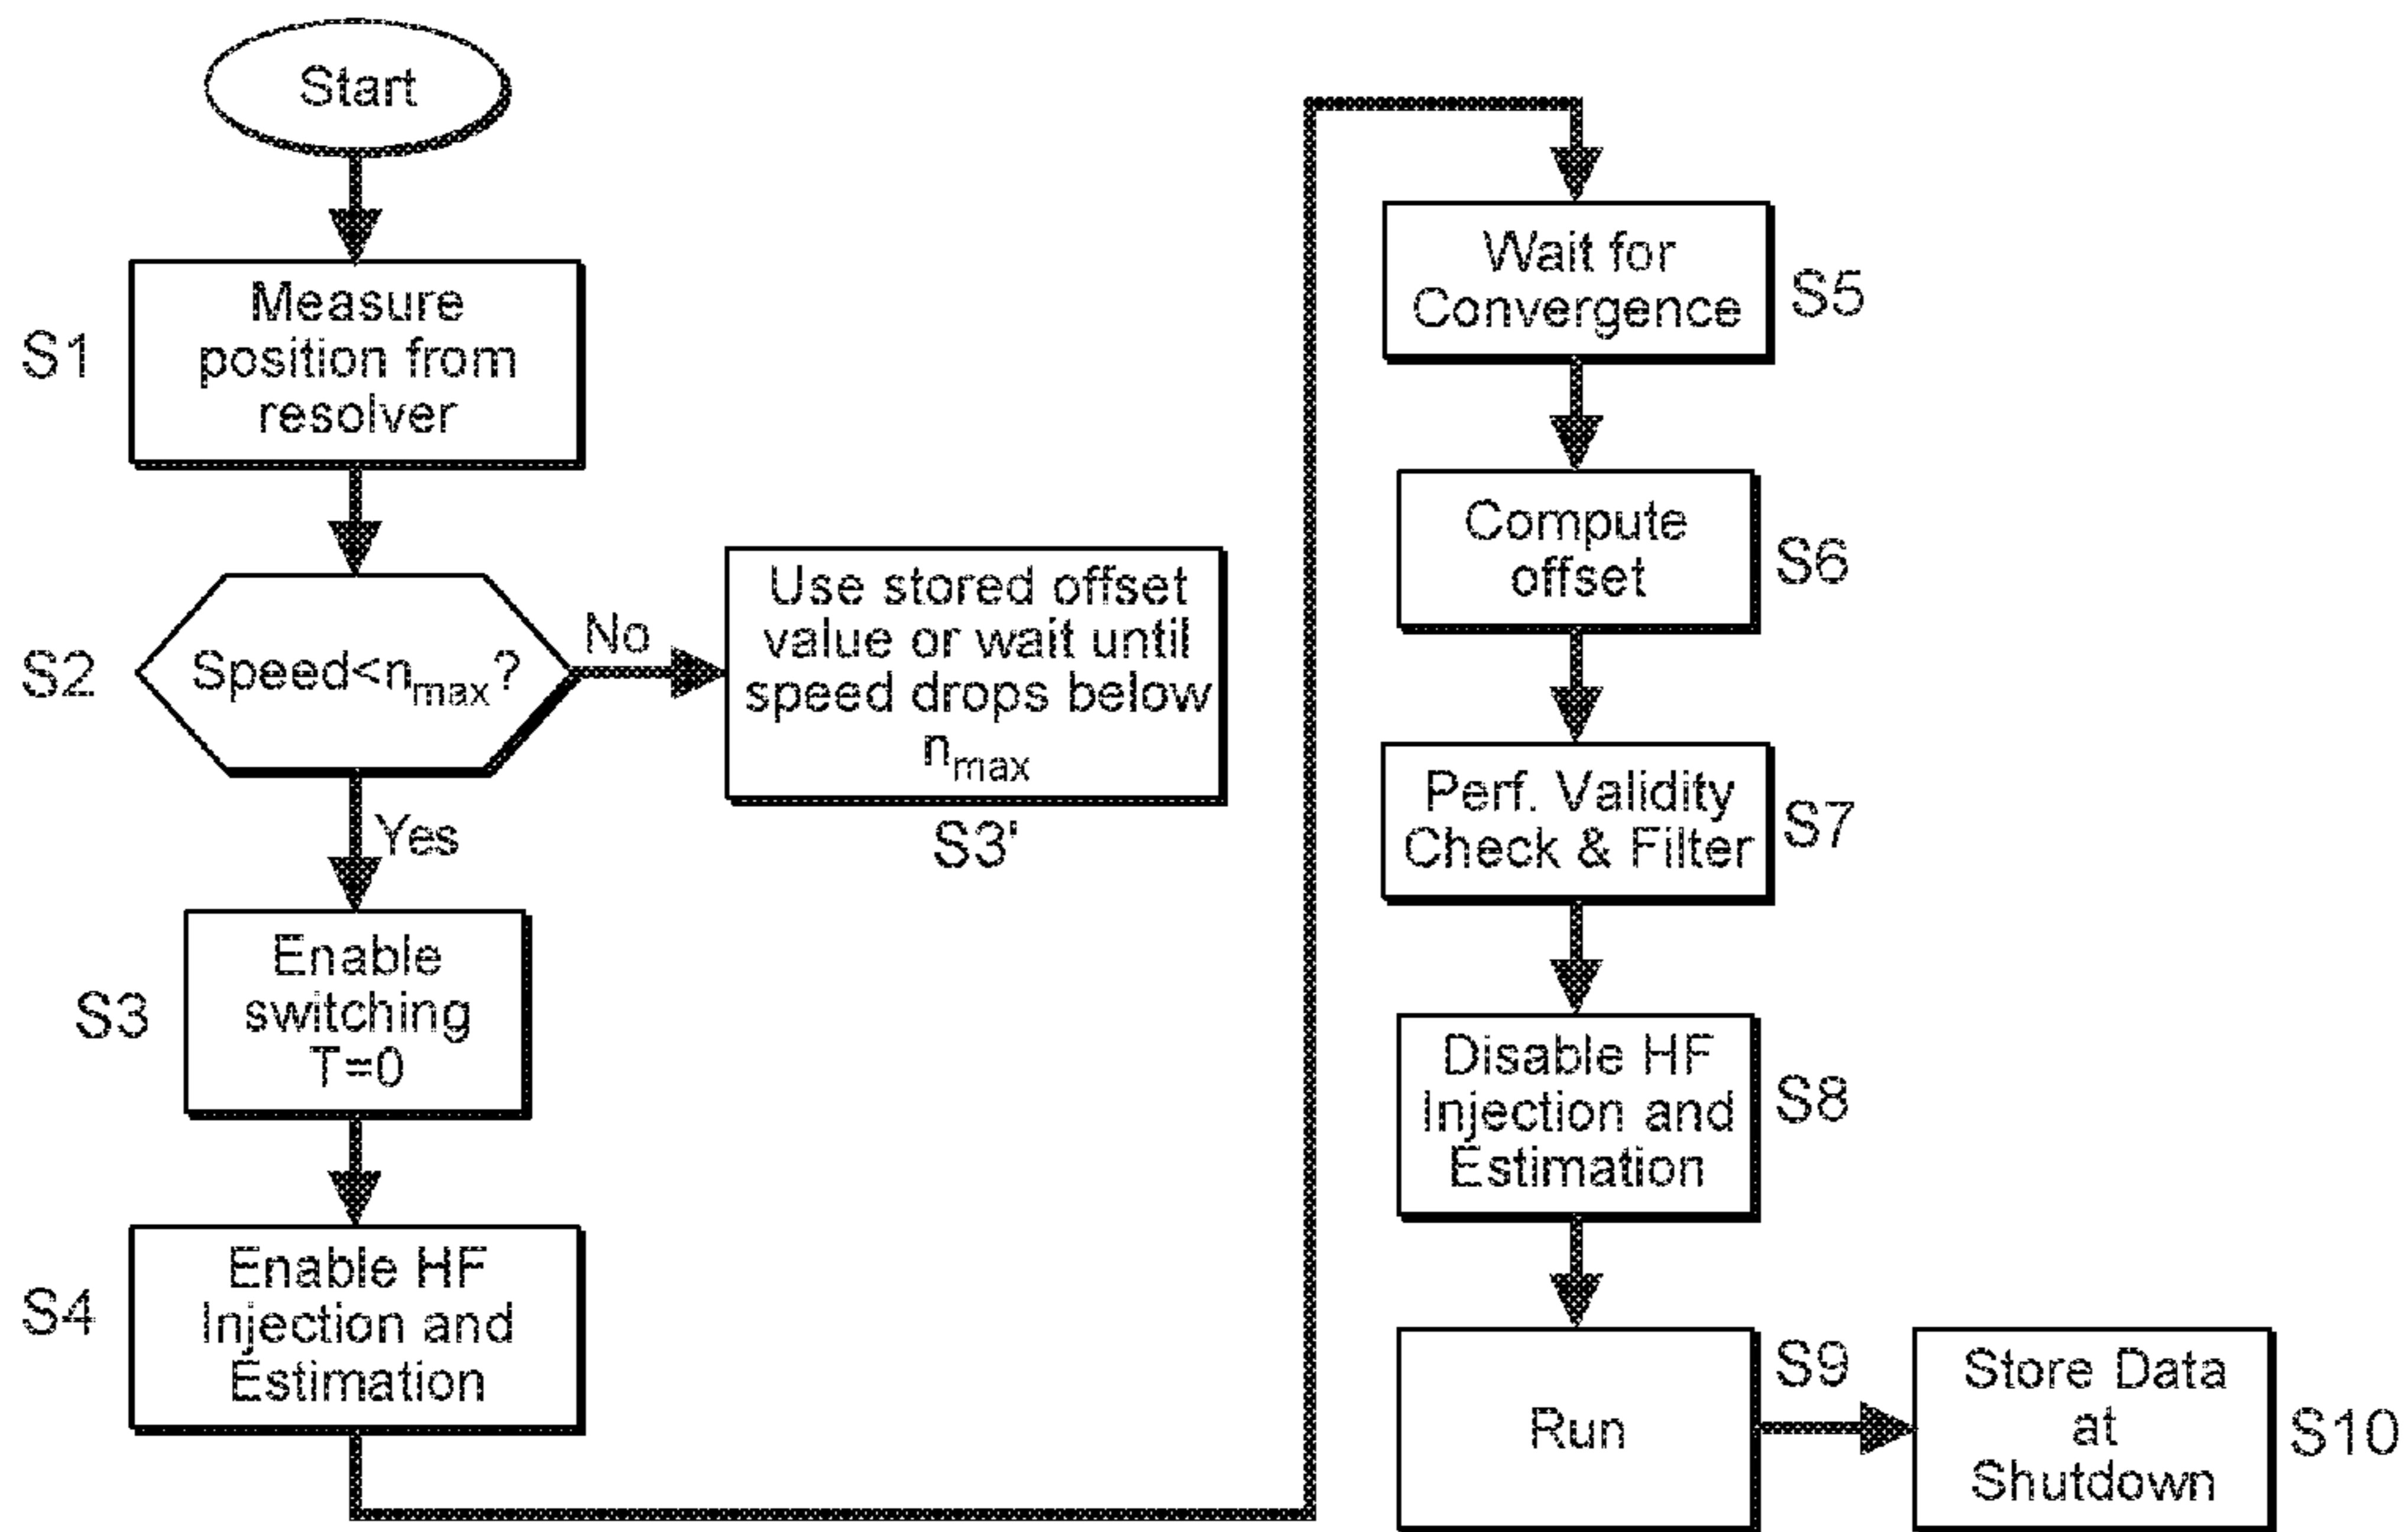 Start
S1
Measure
position from
resolver
S2
Speed<nmax?
No
Use stored offset
value or wait until
speed drops below
nmax
S3'
Yes
S3
Enable
switching
T=0
S4
Enable HF
Injection and
Estimation
Wait for
Convergence
S5
Compute
offset
S6
Perf. Validity
Check & Filter
S7
Disable HF
Injection and
Estimation
S8
Run
S9
Store Data
at
Shutdown
S10